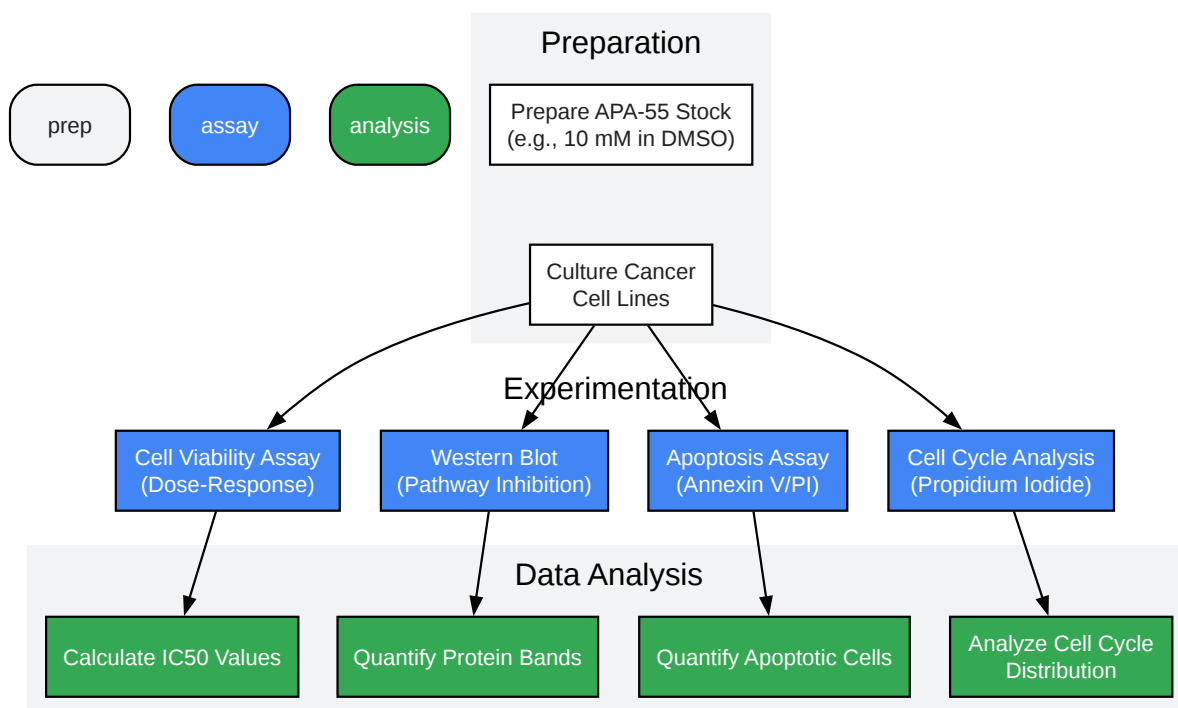 Preparation
prep
assay
analysis
Prepare APA-55 Stock
(e.g., 10 mM in DMSO)
Culture Cancer
Cell Lines
Experimentation
Cell Viability Assay
(Dose-Response)
Western Blot
(Pathway Inhibition)
Apoptosis Assay
(Annexin V/PI)
Cell Cycle Analysis
(Propidium Iodide)
Data Analysis
Calculate IC50 Values
Quantify Protein Bands
Quantify Apoptotic Cells
Analyze Cell Cycle
Distribution